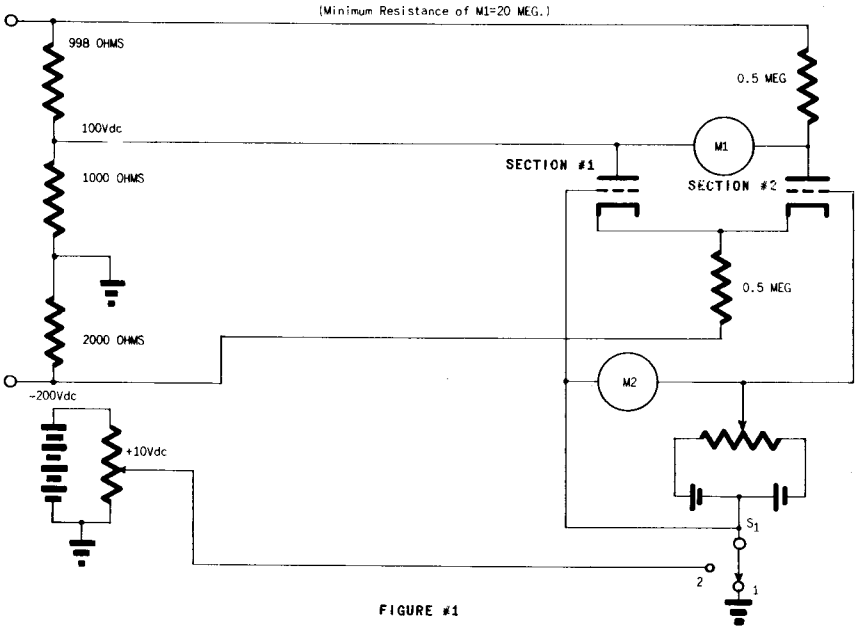 (Minimum Resistance of M1=20 MEG.)
998 OHMS
0.5 MEG
100Vdc
M1
SECTION #1
1000 OHMS
SECTION #2
0.5 MEG
2000 OHMS
M2
-200Vdc
+10Vdc
S1
2
1
FIGURE #1